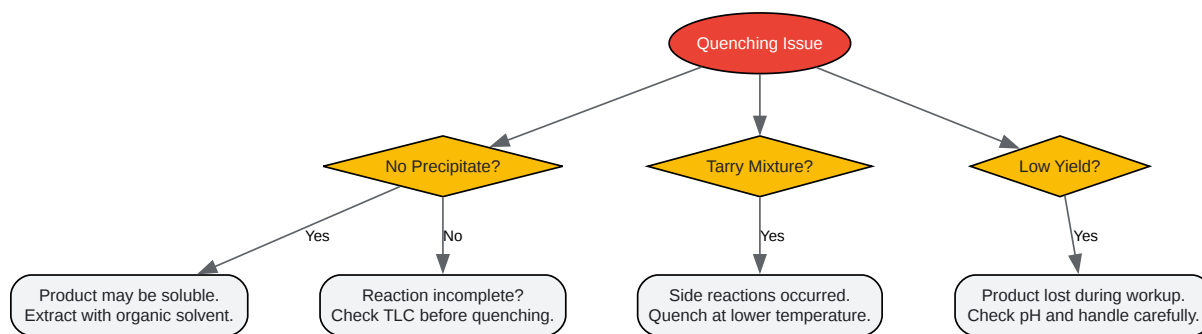 Quenching Issue
No Precipitate?
Tarry Mixture?
Low Yield?
Yes
No
Yes
Yes
Product may be soluble.
Extract with organic solvent.
Reaction incomplete?
Check TLC before quenching.
Side reactions occurred.
Quench at lower temperature.
Product lost during workup.
Check pH and handle carefully.